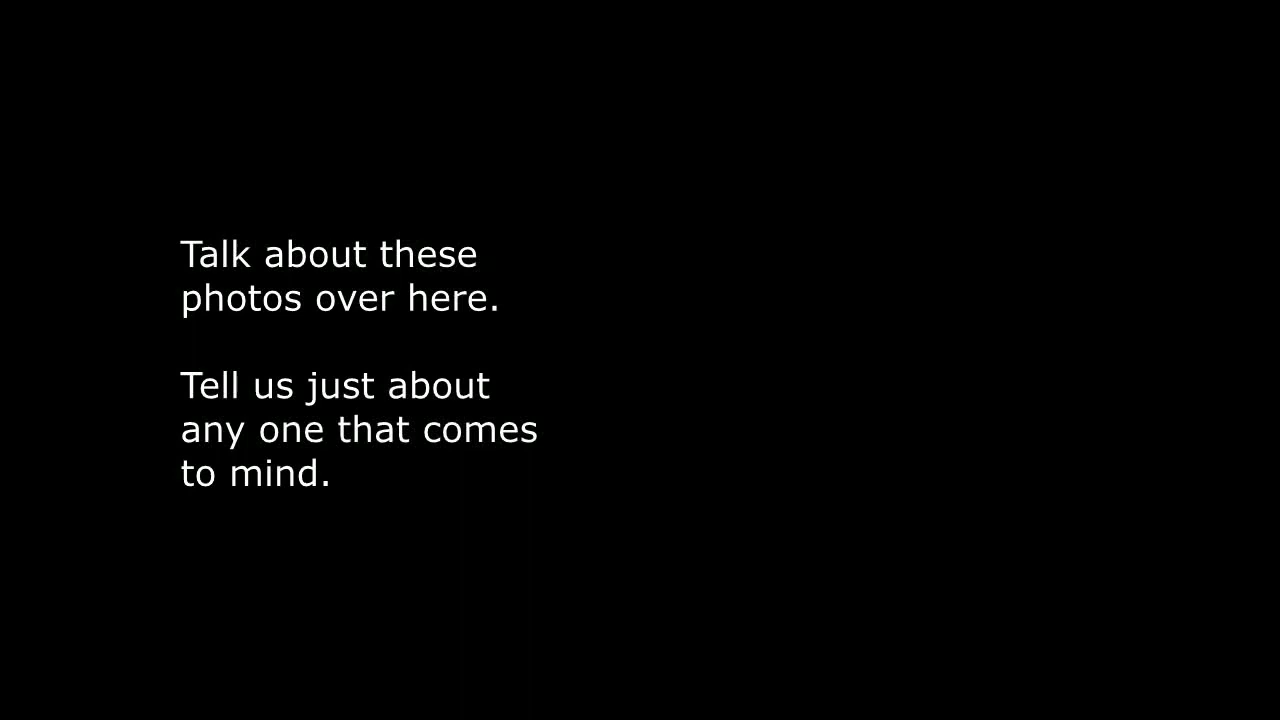 Talk about these
photos over here.
Tell us just about
any one that comes
to mind.